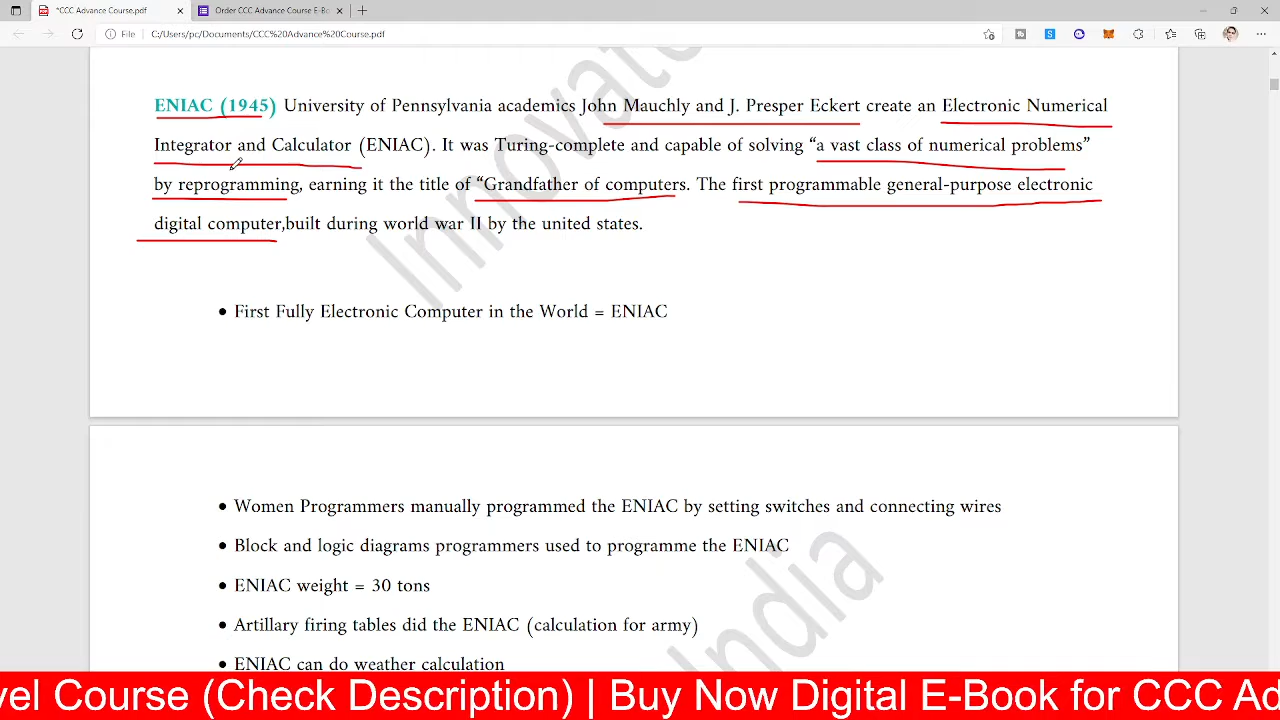 *CCC Advance Course.pdf
Order CCC Advance Course E-Bo
File
C:/Users/pc/Documents/CCC%20Advance%20Course.pdf
ENIAC (1945) University of Pennsylvania academics John Mauchly and J. Presper Eckert create an Electronic Numerical
Integrator and Calculator (ENIAC). It was Turing-complete and capable of solving “a vast class of numerical problems”
by reprogramming, earning it the title of “Grandfather of computers. The first programmable general-purpose electronic
digital computer,built during world war II by the united states.
• First Fully Electronic Computer in the World = ENIAC
Innovate
• Women Programmers manually programmed the ENIAC by setting switches and connecting wires
• Block and logic diagrams programmers used to programme the ENIAC
• ENIAC weight = 30 tons
• Artillary firing tables did the ENIAC (calculation for army)
• ENIAC can do weather calculation
India
vel Course (Check Description) | Buy Now Digital E-Book for CCC Ad